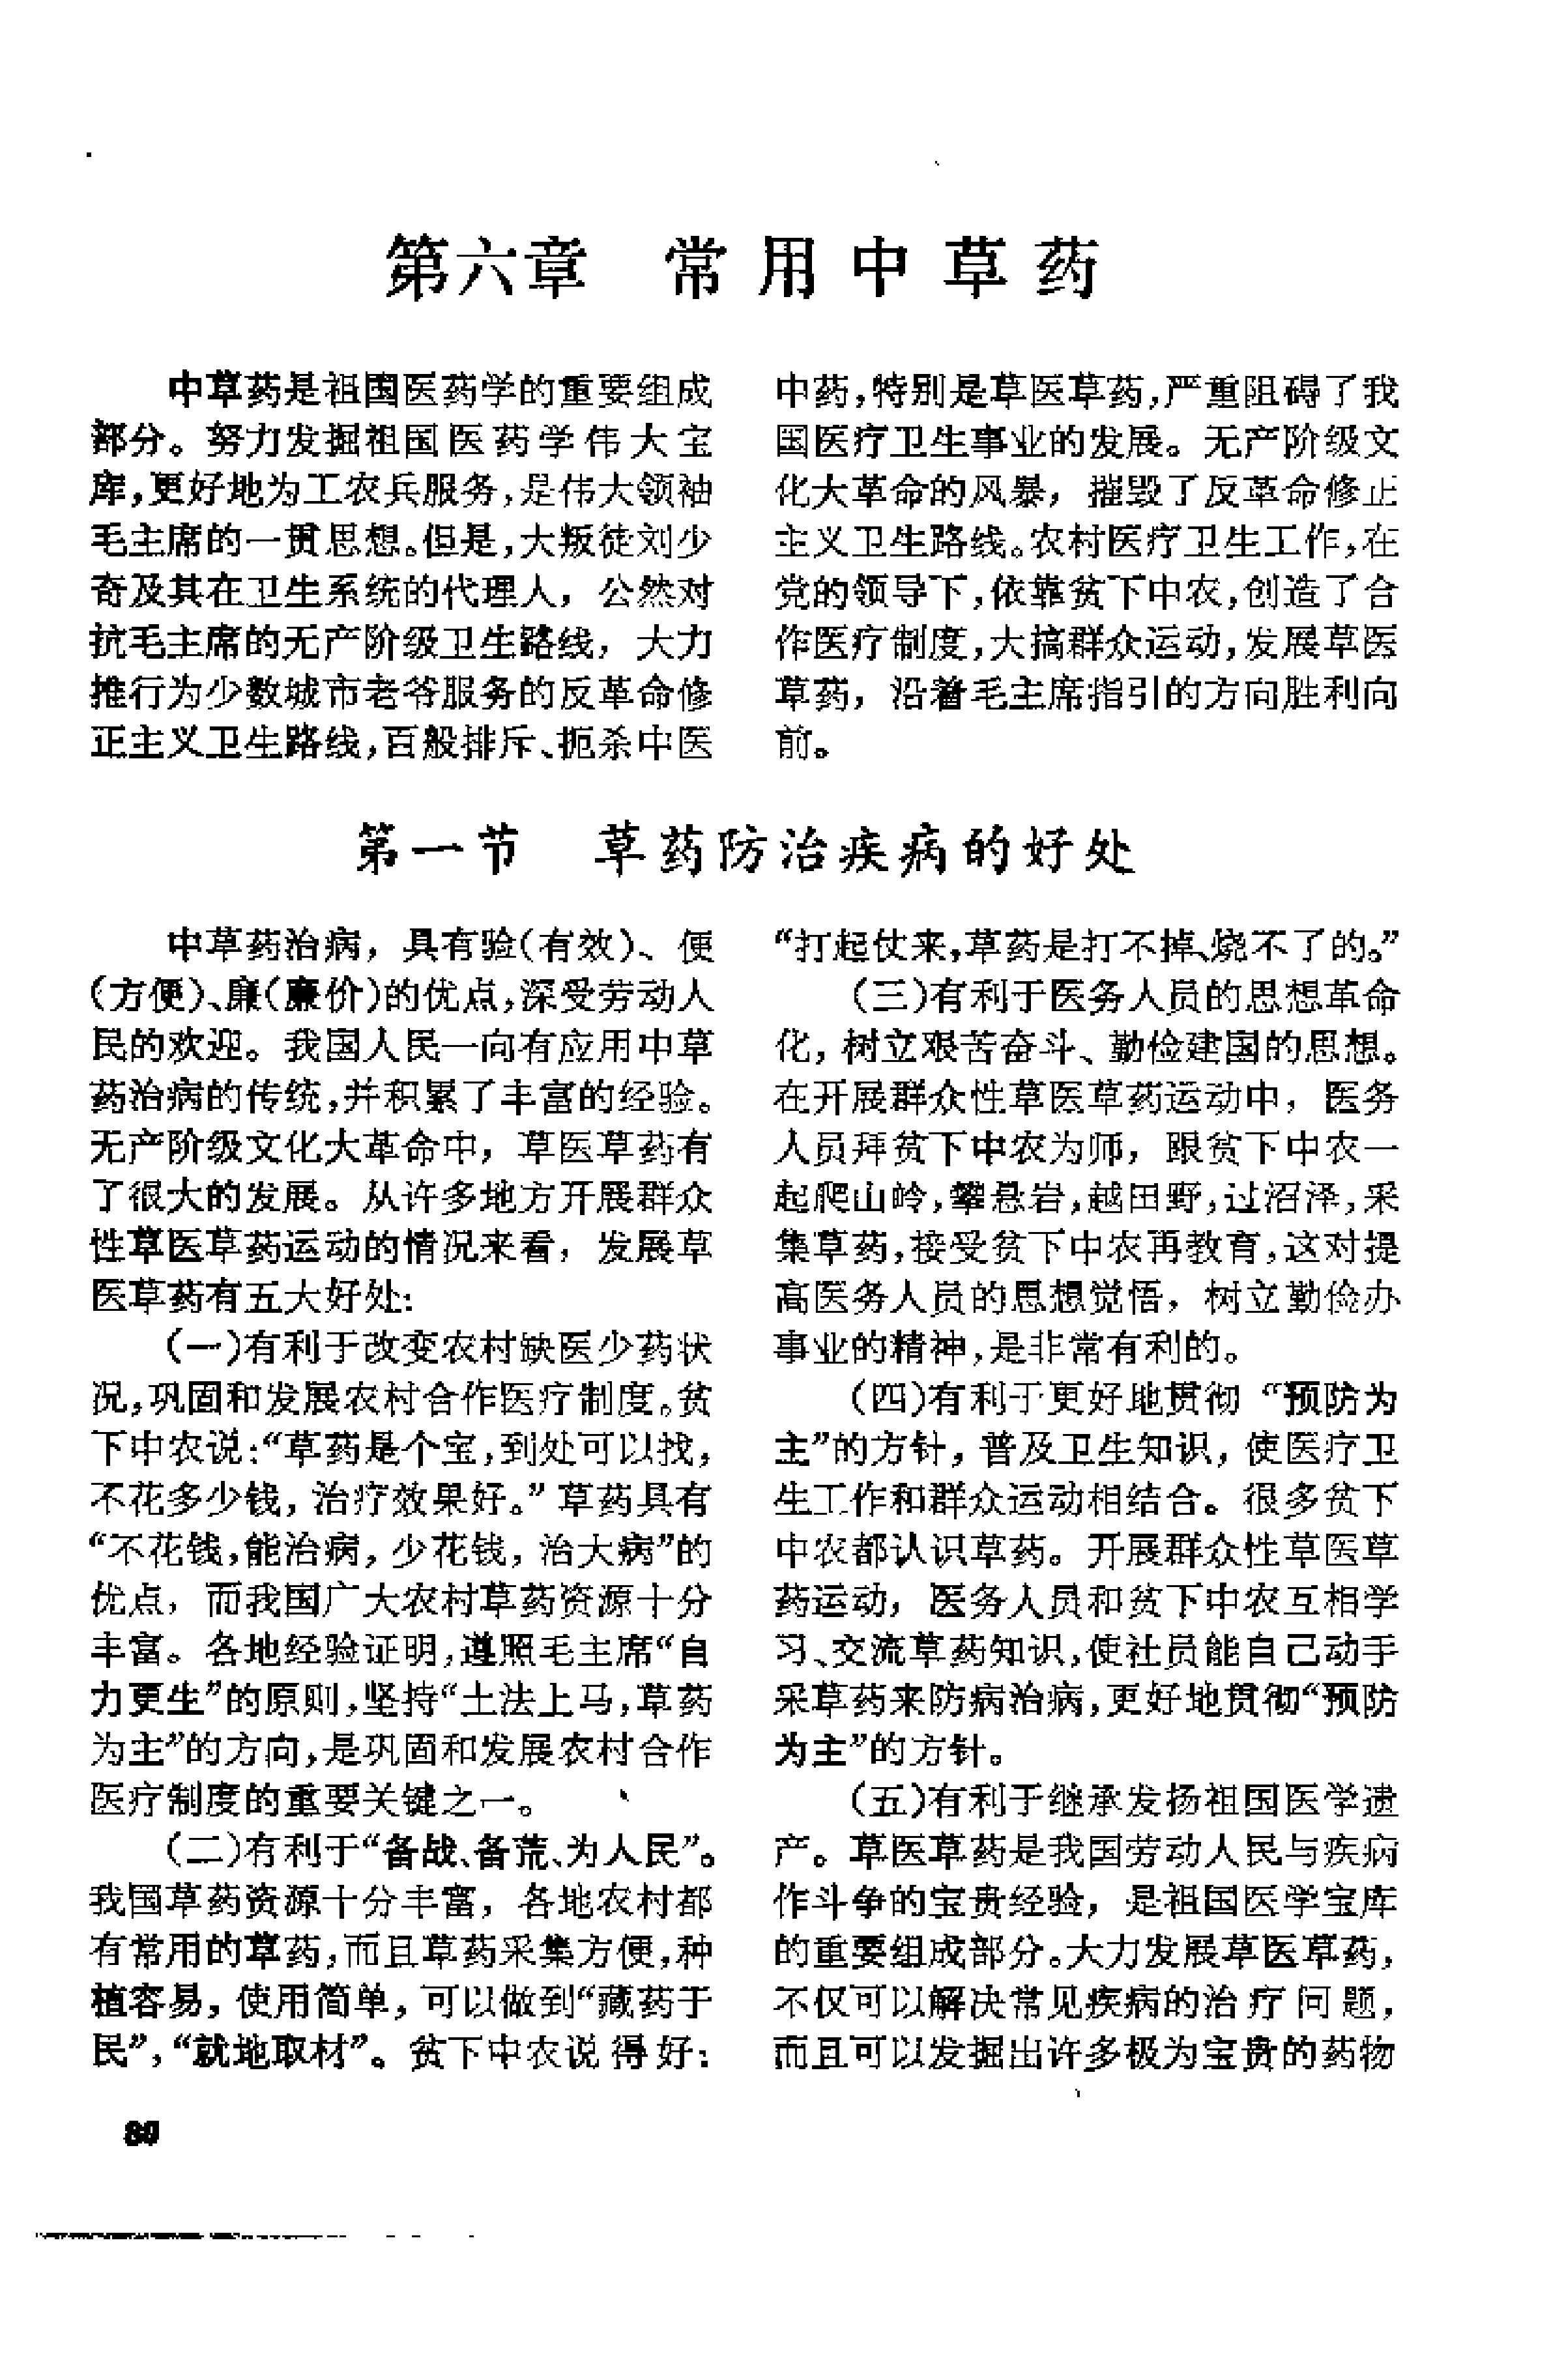 第六章 常用中草药
中草药是祖国医药学的重要组成
部分。努力发掘祖国医药学伟大宝
库,更好地为工农兵服务,是伟大领袖
毛主席的一贯思想。但是,大叛徒刘少
奇及其在卫生系统的代理人，公然对
抗毛主席的无产阶级卫生路线，大力
推行为少数城市老爷服务的反革命修
正主义卫生路线,百般排斥、扼杀中医
中药,特别是草医草药,严重阻碍了我
国医疗卫生事业的发展。无产阶级文
化大革命的风暴，摧毁了反革命修正
主义卫生路线。农村医疗卫生工作,在
党的领导下,依靠贫下中农,创造了合
作医疗制度,大搞群众运动,发展草医
草药，沿着毛主席指引的方向胜利向
前。
第一节 草药防治疾病的好处
中草药治病，具有验(有效)、便
(方便)、廉(廉价)的优点,深受劳动人
民的欢迎。我国人民一向有应用中草
药治病的传统,并积累了丰富的经验。
无产阶级文化大革命中，草医草药有
了很大的发展。从许多地方开展群众
性草医草药运动的情况来看，发展草
医草药有五大好处:
(一)有利于改变农村缺医少药状
况,巩固和发展农村合作医疗制度。贫
下中农说:“草药是个宝,到处可以找,
不花多少钱, 治疗效果好。”草药具有
“不花钱,能治病, 少花钱, 治大病”的
优点，而我国广大农村草药资源十分
丰富。各地经验证明,遵照毛主席“自
力更生”的原则,坚持“土法上马,草药
为主”的方向,是巩固和发展农村合作
医疗制度的重要关键之一。
(二)有利于“备战、备荒、为人民”。
我国草药资源十分丰富，各地农村都
有常用的草药,而且草药采集方便,种
植容易, 使用简单, 可以做到“藏药于
民”,“就地取材”。贫下中农说得好:
“打起仗来,草药是打不掉、烧不了的。”
(三)有利于医务人员的思想革命
化, 树立艰苦奋斗、勤俭建国的思想。
在开展群众性草医草药运动中，医务
人员拜贫下中农为师，跟贫下中农一
起爬山岭,攀悬岩,越田野,过沼泽,采
集草药,接受贫下中农再教育,这对提
高医务人员的思想觉悟，树立勤俭办
事业的精神,是非常有利的。
(四)有利于更好地贯彻“预防为
主”的方针, 普及卫生知识, 使医疗卫
生工作和群众运动相结合。很多贫下
中农都认识草药。开展群众性草医草
药运动，医务人员和贫下中农互相学
习、交流草药知识,使社员能自己动手
采草药来防病治病,更好地贯彻“预防
为主”的方针。
(五)有利于继承发扬祖国医学遗
产。草医草药是我国劳动人民与疾病
作斗争的宝贵经验，是祖国医学宝库
的重要组成部分。大力发展草医草药,
不仅可以解决常见疾病的治疗问题,
而且可以发掘出许多极为宝贵的药物